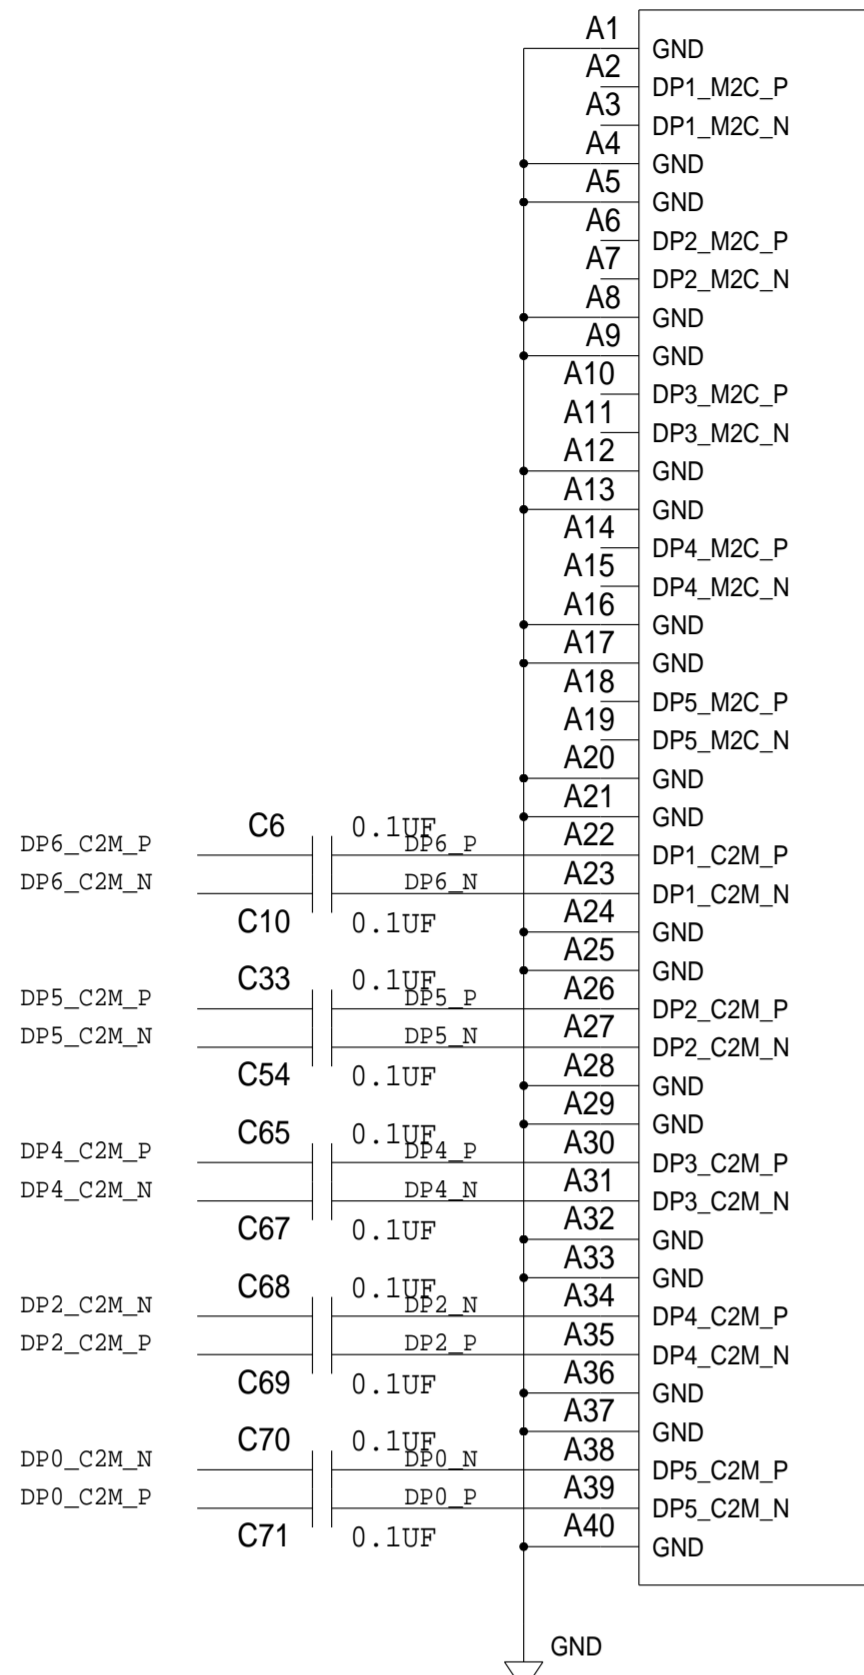 A1 GND
A2 DP1_M2C_P
A3 DP1_M2C_N
A4 GND
A5 GND
A6 DP2_M2C_P
A7 DP2_M2C_N
A8 GND
A9 GND
A10 DP3_M2C_P
A11 DP3_M2C_N
A12 GND
A13 GND
A14 DP4_M2C_P
A15 DP4_M2C_N
A16 GND
A17 GND
A18 DP5_M2C_P
A19 DP5_M2C_N
A20 GND
A21 GND
C6 0.1UF
DP6_C2M_P DP6_P A22 DP1_C2M_P
DP6_C2M_N DP6_N A23 DP1_C2M_N
C10 0.1UF A24 GND
A25 GND
C33 0.1UF
DP5_C2M_P DP5_P A26 DP2_C2M_P
DP5_C2M_N DP5_N A27 DP2_C2M_N
C54 0.1UF A28 GND
A29 GND
C65 0.1UF
DP4_C2M_P DP4_P A30 DP3_C2M_P
DP4_C2M_N DP4_N A31 DP3_C2M_N
C67 0.1UF A32 GND
A33 GND
C68 0.1UF
DP2_C2M_N DP2_N A34 DP4_C2M_P
DP2_C2M_P DP2_P A35 DP4_C2M_N
C69 0.1UF A36 GND
A37 GND
C70 0.1UF
DP0_C2M_N DP0_N A38 DP5_C2M_P
DP0_C2M_P DP0_P A39 DP5_C2M_N
C71 0.1UF A40 GND
GND